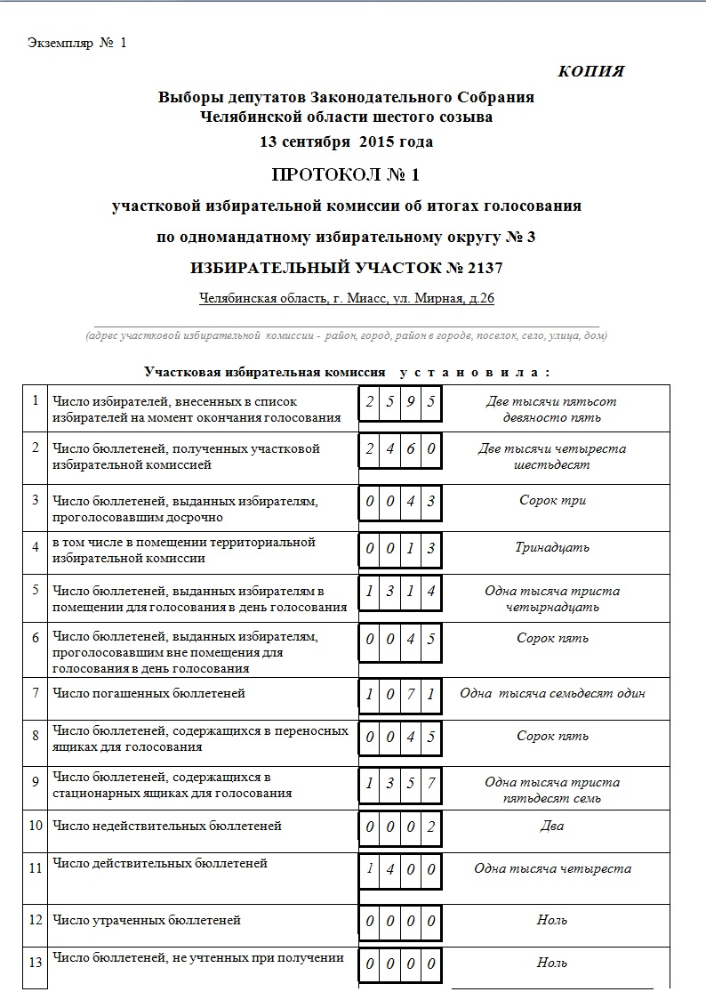 Экземпляр № 1
КОПИЯ
Выборы депутатов Законодательного Собрания
Челябинской области шестого созыва
13 сентября 2015 года
ПРОТОКОЛ № 1
участковой избирательной комиссии об итогах голосования
по одномандатному избирательному округу № 3
ИЗБИРАТЕЛЬНЫЙ УЧАСТОК № 2137
Челябинская область, г. Миасс, ул. Мирная, д.26
(адрес участковой избирательной комиссии - район, город, район в городе, поселок, село, улица, дом)
Участковая избирательная комиссия у с т а н о в и л а :
1 Число избирателей, внесенных в список 2 5 9 5 Две тысячи пятьсот
избирателей на момент окончания голосования девяносто пять
2 Число бюллетеней, полученных участковой 2 4 6 0 Две тысячи четыреста
избирательной комиссией шестьдесят
3 Число бюллетеней, выданных избирателям, 0 0 4 3 Сорок три
проголосовавшим досрочно
4 в том числе в помещении территориальной 0 0 1 3 Тринадцать
избирательной комиссии
5 Число бюллетеней, выданных избирателям в 1 3 1 4 Одна тысяча триста
помещении для голосования в день голосования четырнадцать
6 Число бюллетеней, выданных избирателям, 0 0 4 5 Сорок пять
проголосовавшим вне помещения для
голосования в день голосования
7 Число погашенных бюллетеней 1 0 7 1 Одна тысяча семьдесят один
8 Число бюллетеней, содержащихся в переносных 0 0 4 5 Сорок пять
ящиках для голосования
9 Число бюллетеней, содержащихся в 1 3 5 7 Одна тысяча триста
стационарных ящиках для голосования пятьдесят семь
10 Число недействительных бюллетеней 0 0 0 2 Два
11 Число действительных бюллетеней 1 4 0 0 Одна тысяча четыреста
12 Число утраченных бюллетеней 0 0 0 0 Ноль
13 Число бюллетеней, не учтенных при получении 0 0 0 0 Ноль